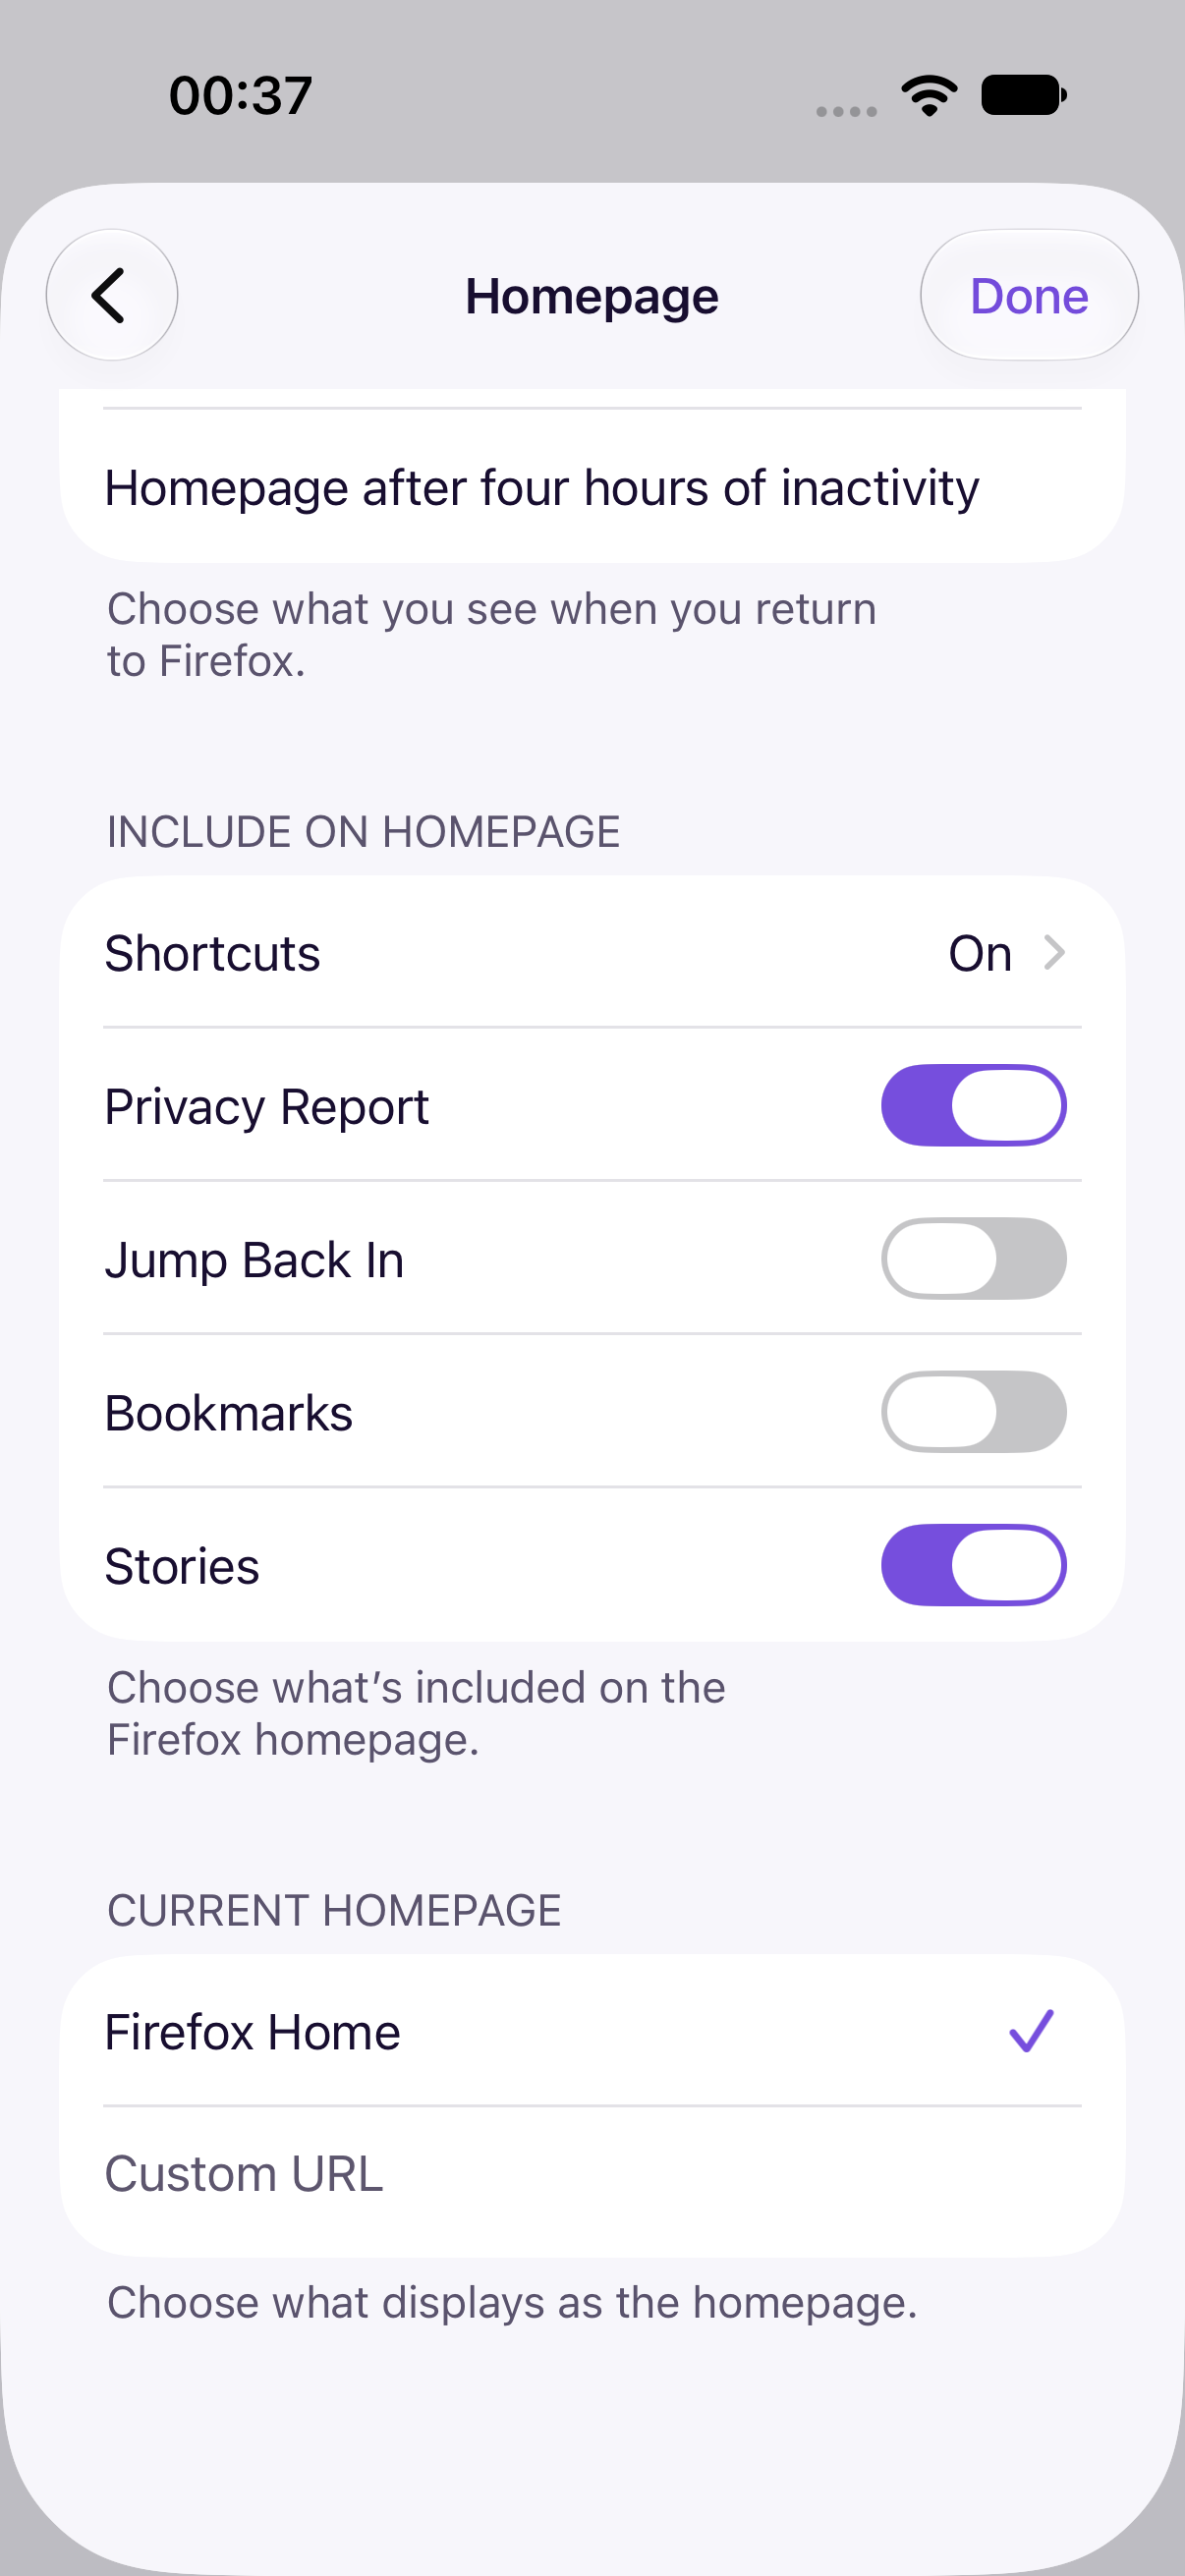 00:37
Homepage
Done
Homepage after four hours of inactivity
Choose what you see when you return
to Firefox.
INCLUDE ON HOMEPAGE
Shortcuts On
Privacy Report
Jump Back In
Bookmarks
Stories
Choose what’s included on the
Firefox homepage.
CURRENT HOMEPAGE
Firefox Home
Custom URL
Choose what displays as the homepage.